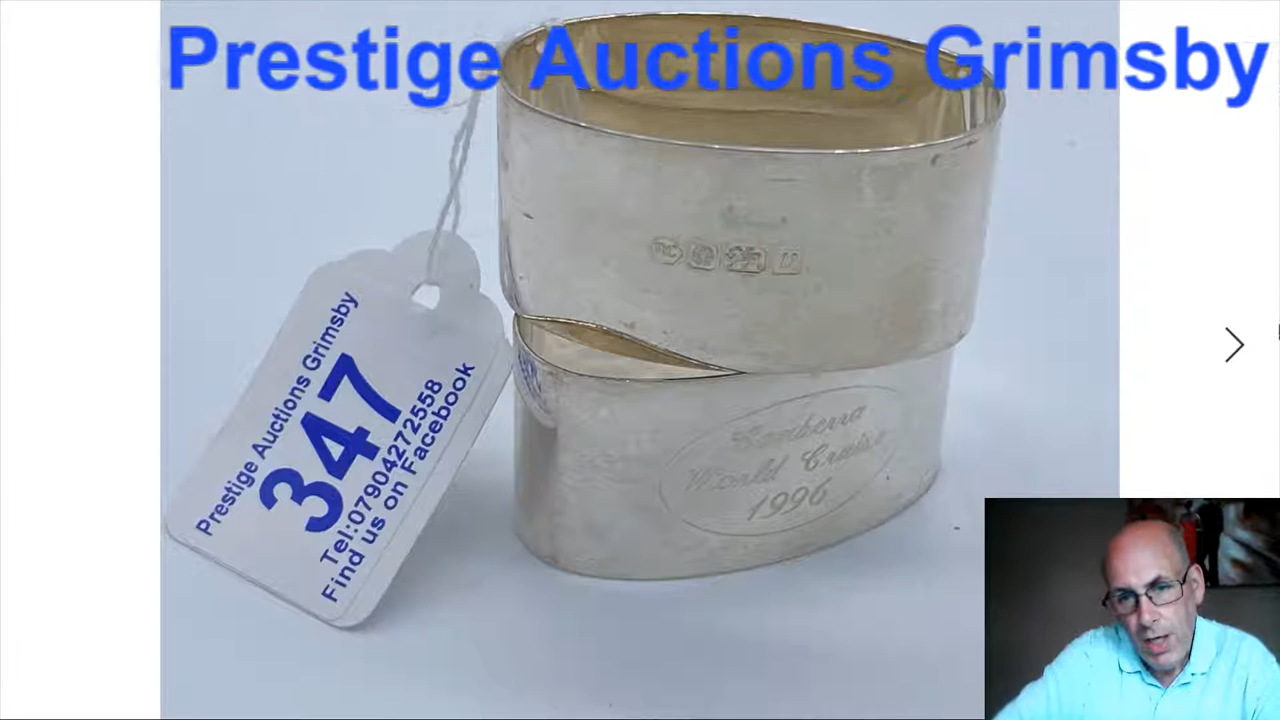 Prestige Auctions Grimsby
Prestige Auctions Grimsby
347
Tel:07904272558
Find us on Facebook
Canberra
World Cruise
1996